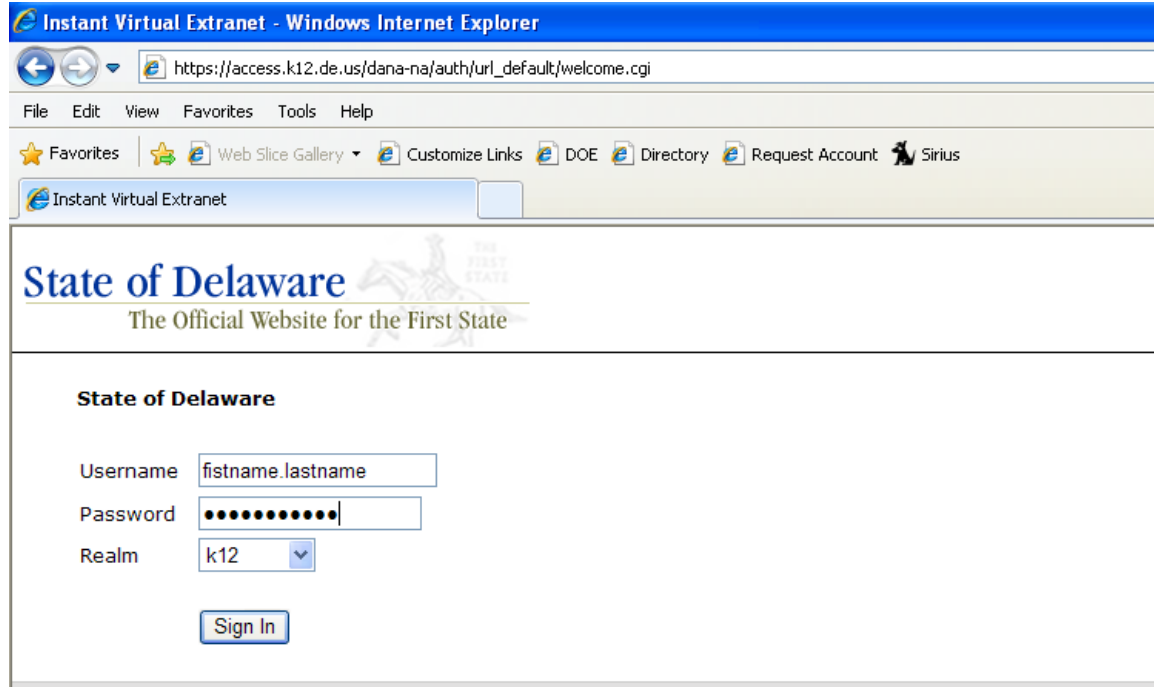 Instant Virtual Extranet - Windows Internet Explorer
https://access.k12.de.us/dana-na/auth/url_default/welcome.cgi
File Edit View Favorites Tools Help
Favorites Web Slice Gallery Customize Links DOE Directory Request Account Sirius
Instant Virtual Extranet
THE
FIRST
STATE
State of Delaware
The Official Website for the First State
State of Delaware
Username fistname.lastname
Password •••••••••••
Realm k12
Sign In